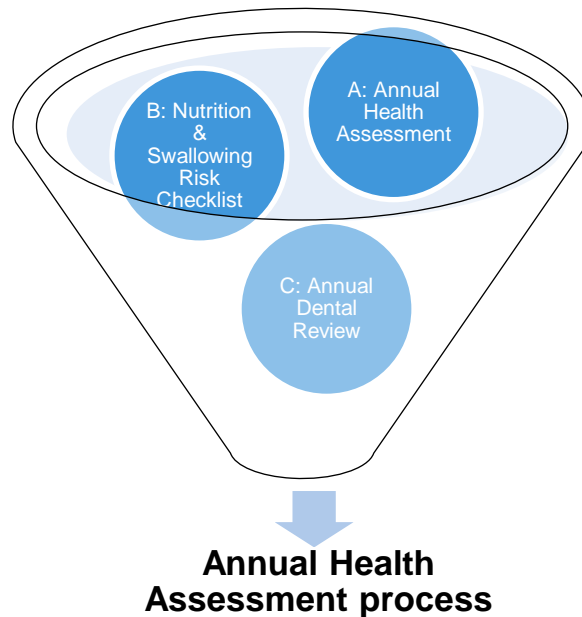 A: Annual
Health
Assessment
B: Nutrition
&
Swallowing
Risk
Checklist
C: Annual
Dental
Review
Annual Health
Assessment process